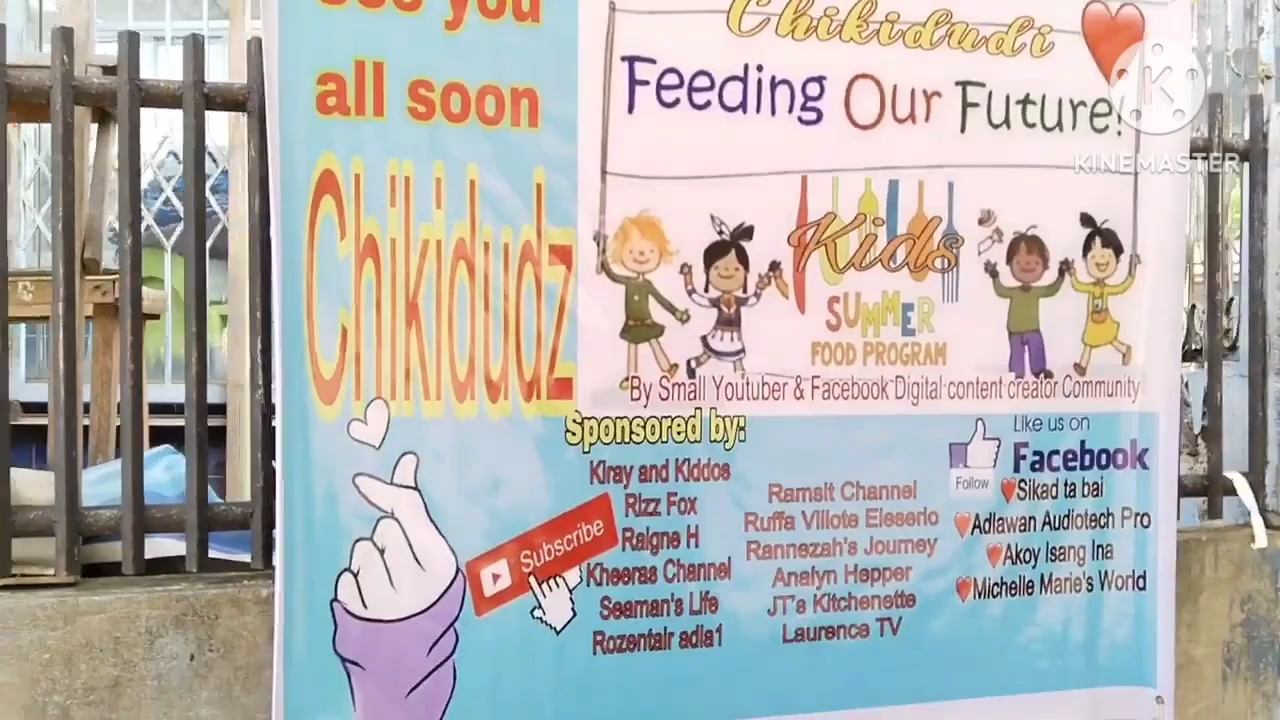 see you
all soon
Chikidudz
Chikidudi
Feeding Our Future!
Kids
SUMMER
FOOD PROGRAM
By Small Youtuber & Facebook Digital content creator Community
Sponsored by:
Kiray and Kiddos
Rizz Fox
Raigne H
Kheeras Channel
Seaman's Life
Rozentair adia1
Ramsit Channel
Ruffa Villote Eleserio
Rannezah's Journey
Analyn Hepper
JT's Kitchenette
Laurence TV
Subscribe
Like us on
Facebook
Follow
Sikad ta bai
Adlawan Audiotech Pro
Akoy Isang Ina
Michelle Marie's World
K
KINEMASTER